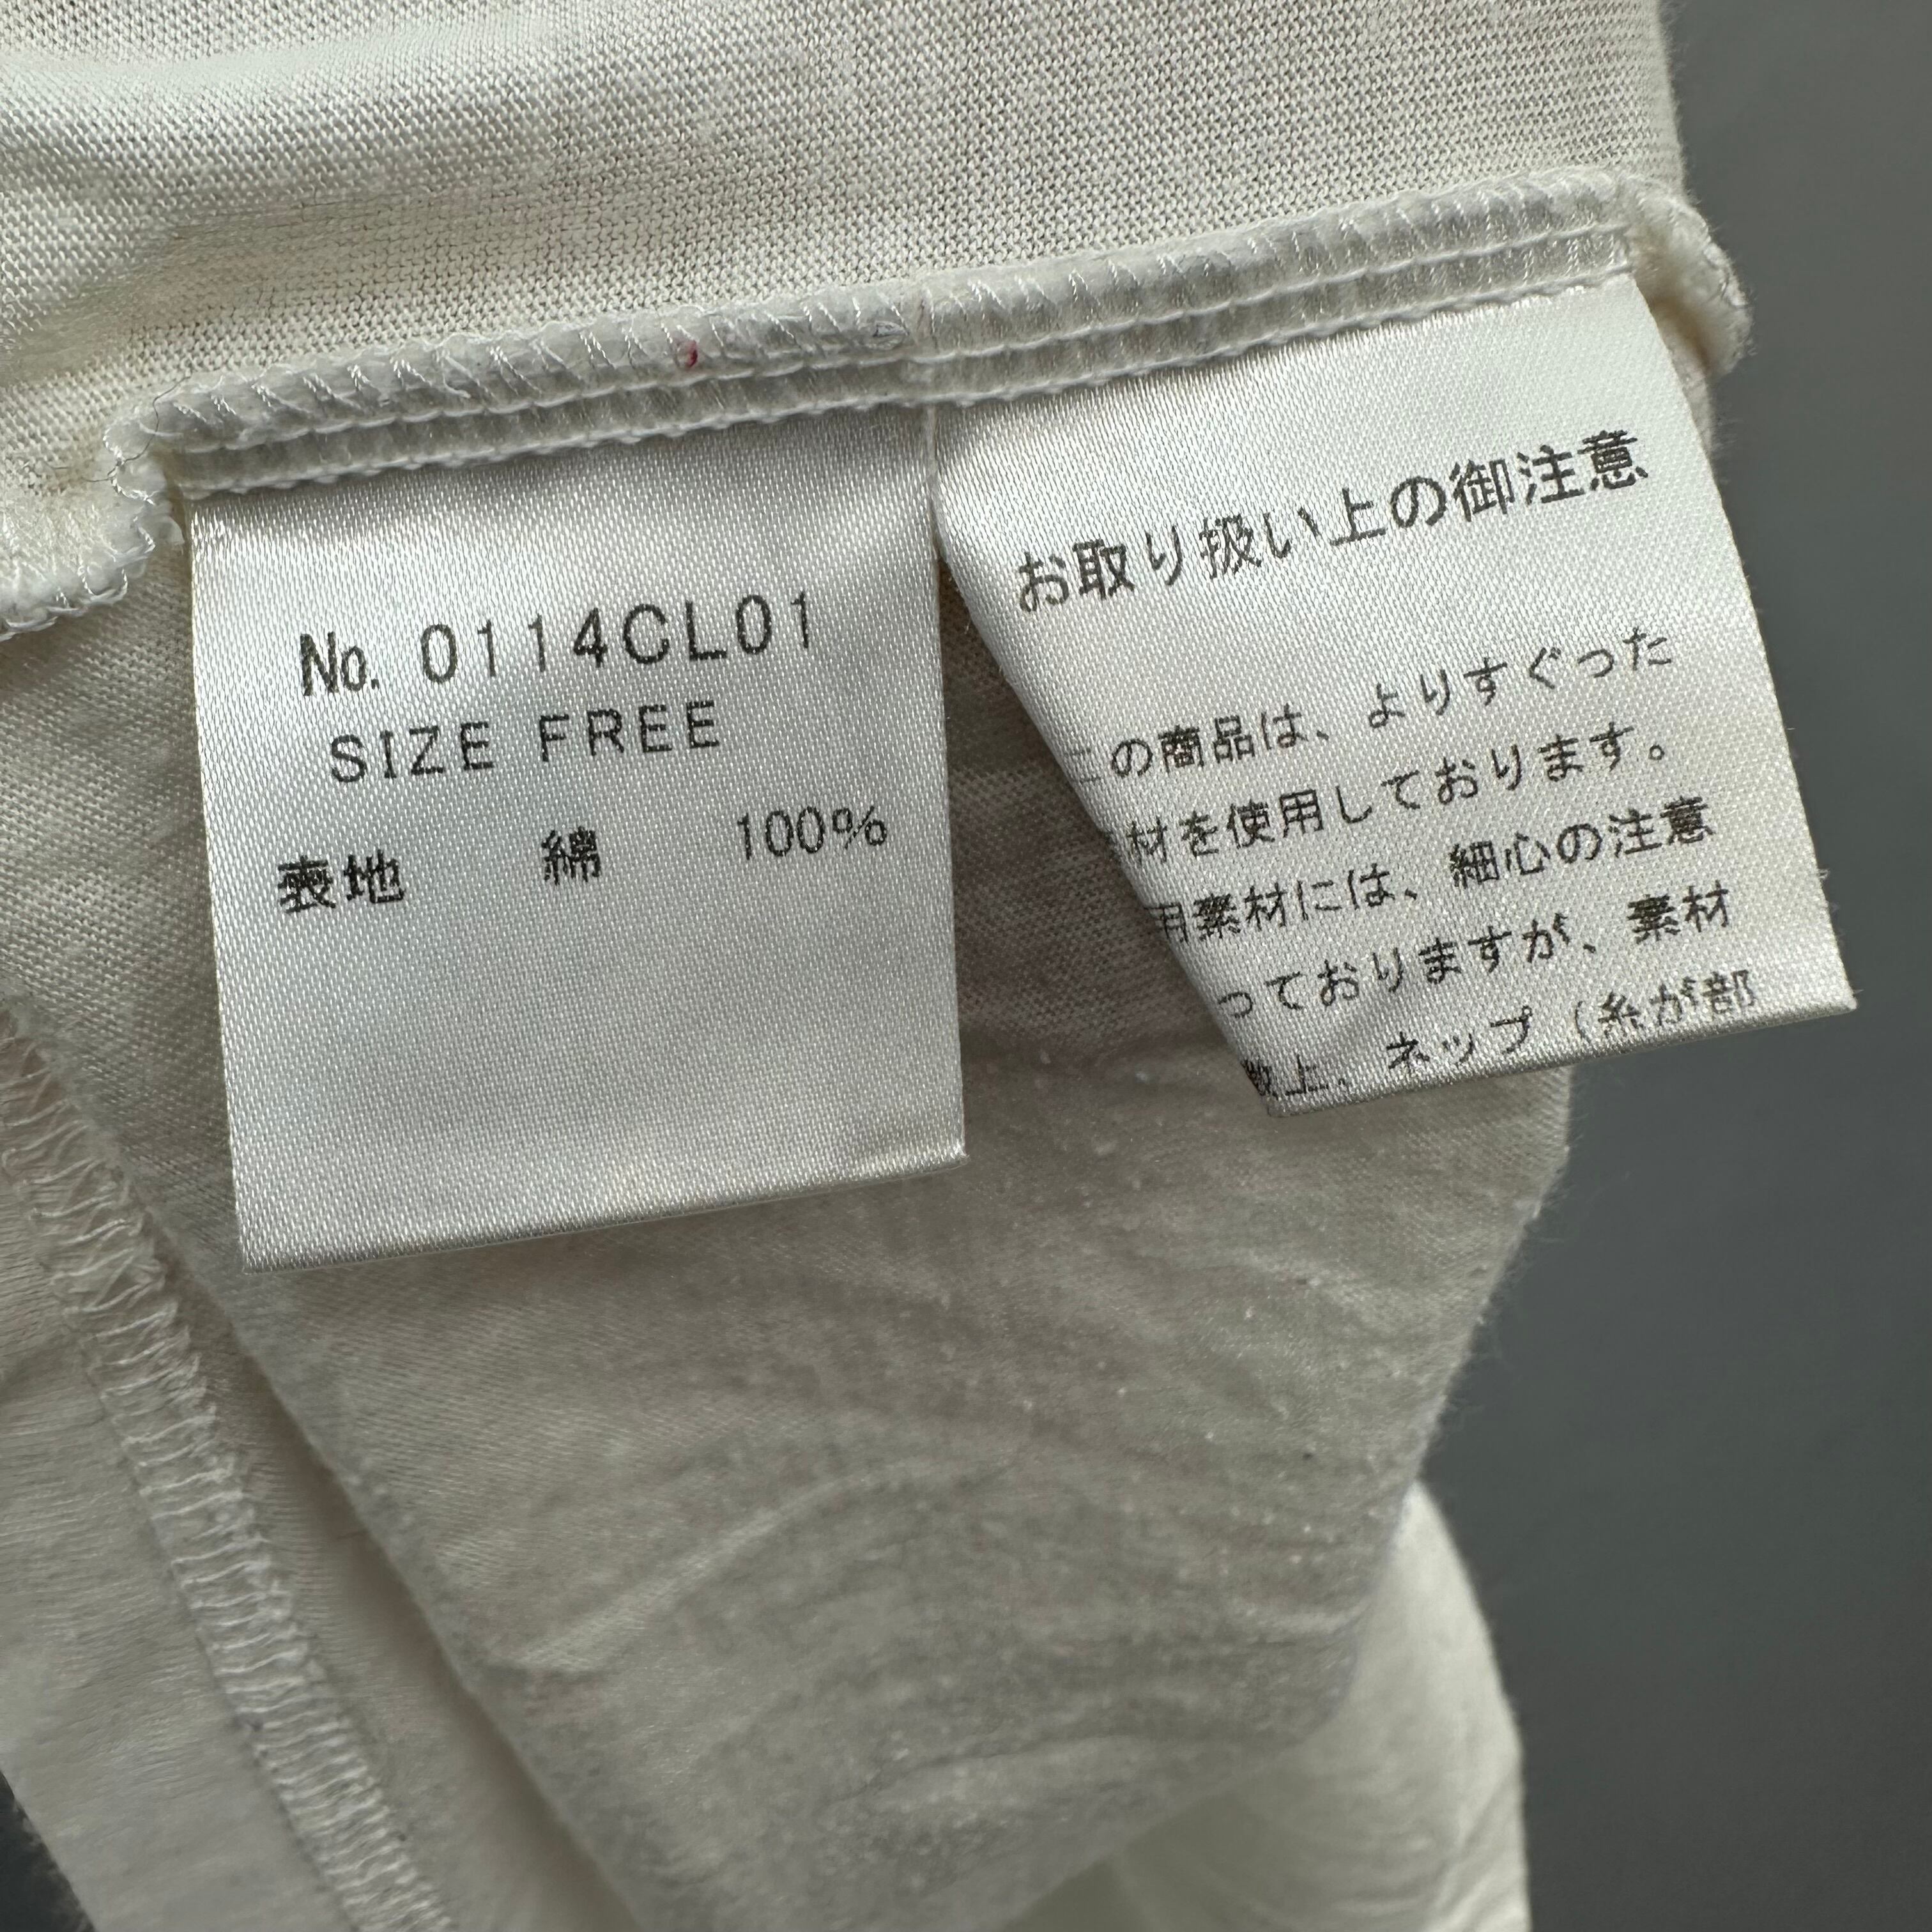 No. 0114CL01
SIZE FREE
表地 綿 100%
お取り扱い上の御注意
の商品は、よりすぐった
材を使用しております。
用素材には、細心の注意
っておりますが、素材
上、ネップ（糸が部